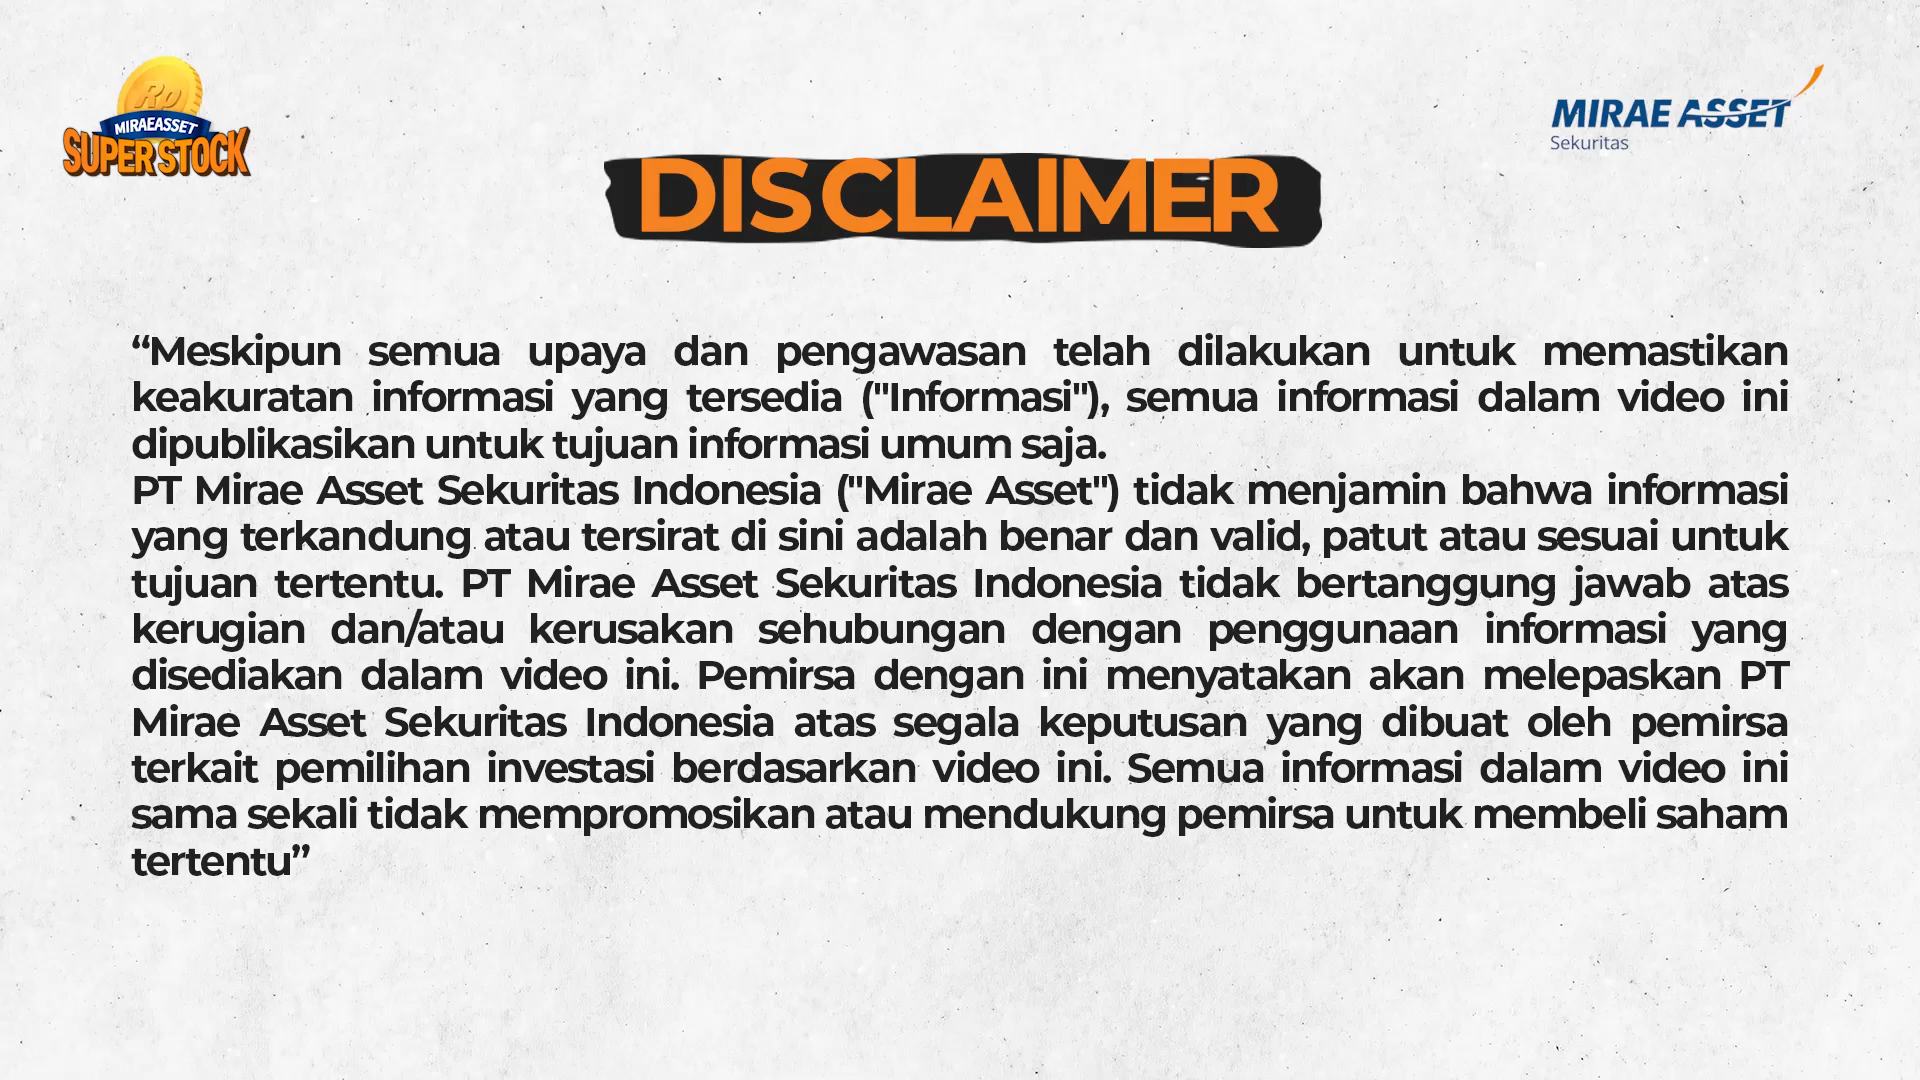 Rp
MIRAEASSET
SUPER STOCK
MIRAE ASSET
Sekuritas
DISCLAIMER
“Meskipun semua upaya dan pengawasan telah dilakukan untuk memastikan
keakuratan informasi yang tersedia ("Informasi"), semua informasi dalam video ini
dipublikasikan untuk tujuan informasi umum saja.
PT Mirae Asset Sekuritas Indonesia ("Mirae Asset") tidak menjamin bahwa informasi
yang terkandung atau tersirat di sini adalah benar dan valid, patut atau sesuai untuk
tujuan tertentu. PT Mirae Asset Sekuritas Indonesia tidak bertanggung jawab atas
kerugian dan/atau kerusakan sehubungan dengan penggunaan informasi yang
disediakan dalam video ini. Pemirsa dengan ini menyatakan akan melepaskan PT
Mirae Asset Sekuritas Indonesia atas segala keputusan yang dibuat oleh pemirsa
terkait pemilihan investasi berdasarkan video ini. Semua informasi dalam video ini
sama sekali tidak mempromosikan atau mendukung pemirsa untuk membeli saham
tertentu”